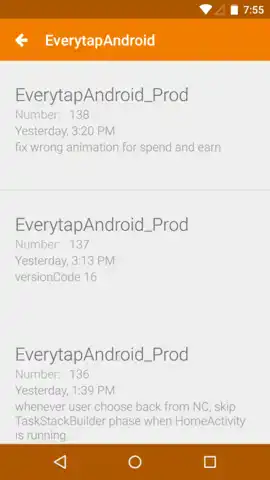 7:55
EverytapAndroid
EverytapAndroid_Prod
Number: 138
Yesterday, 3:20 PM
fix wrong animation for spend and earn
EverytapAndroid_Prod
Number: 137
Yesterday, 3:13 PM
versionCode 16
EverytapAndroid_Prod
Number: 136
Yesterday, 1:39 PM
whenever user choose back from NC, skip
TaskStackBuilder phase when HomeActivity
is running.